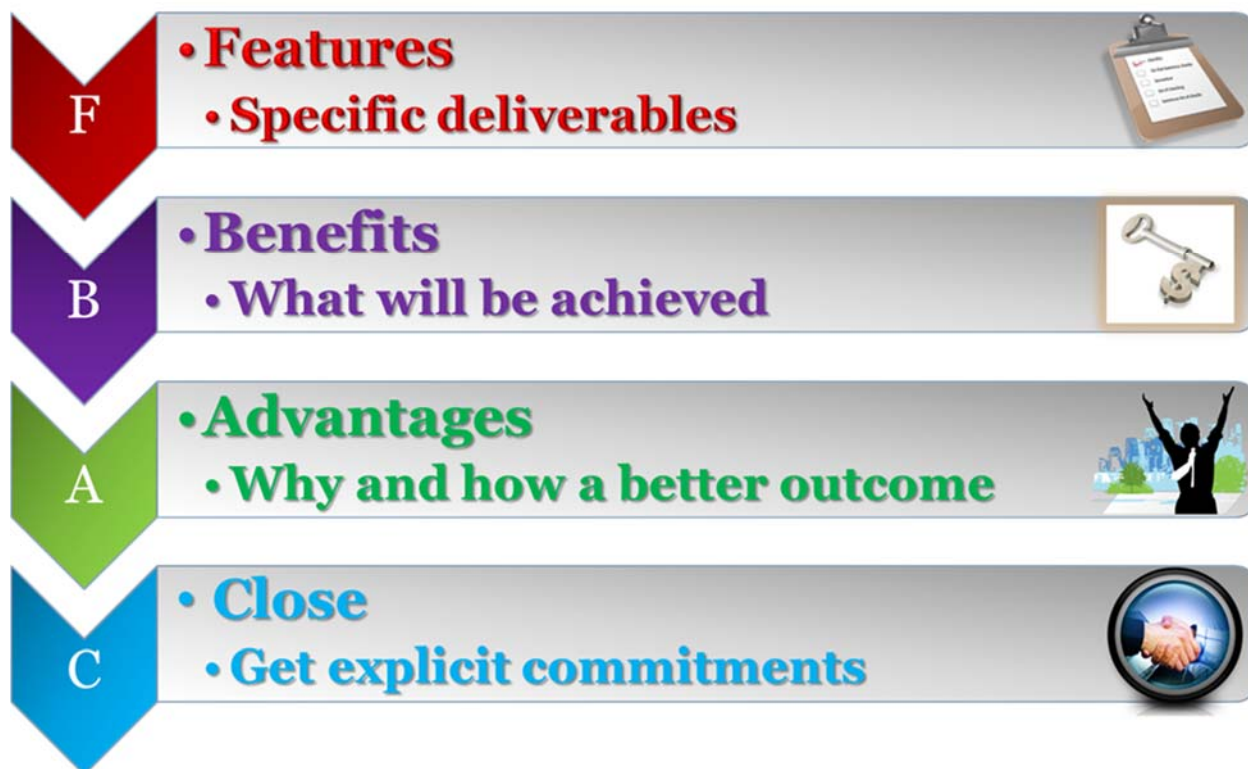 F
• Features
• Specific deliverables
B
• Benefits
• What will be achieved
A
• Advantages
• Why and how a better outcome
C
• Close
• Get explicit commitments